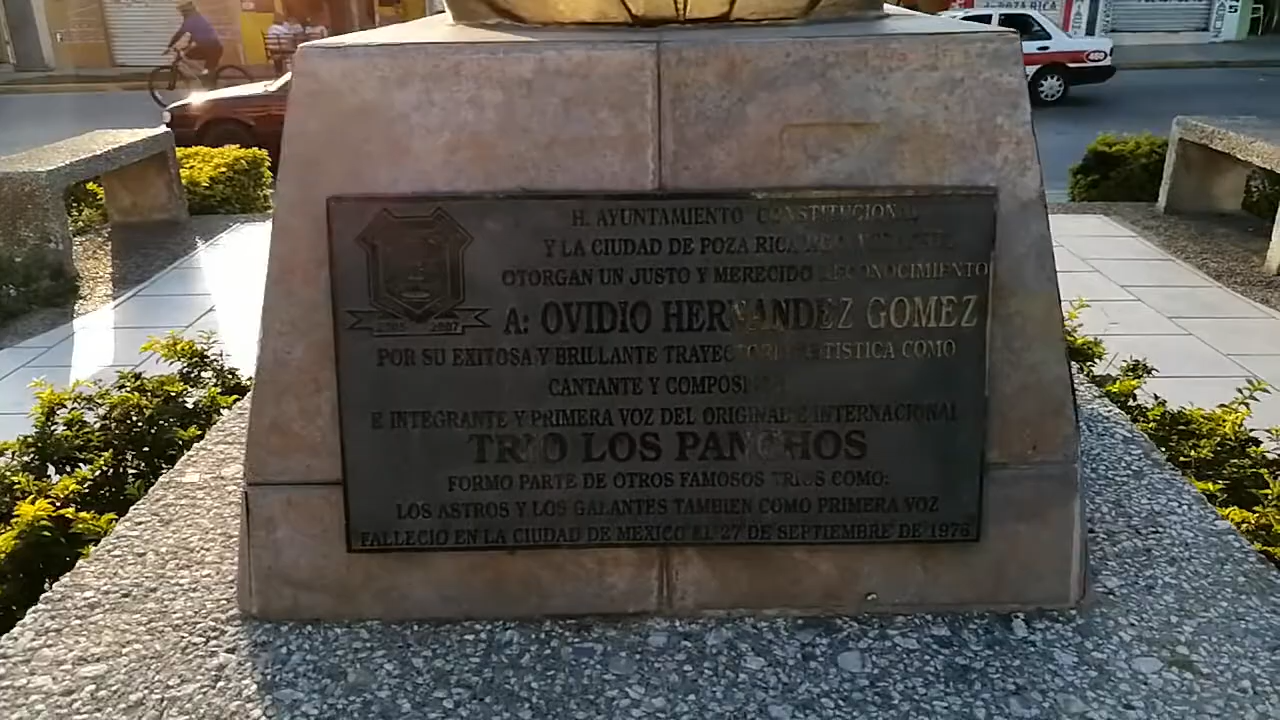 H. AYUNTAMIENTO CONSTITUCIONAL
Y LA CIUDAD DE POZA RICA
OTORGAN UN JUSTO Y MERECIDO RECONOCIMIENTO
2005 2007
A: OVIDIO HERNANDEZ GOMEZ
POR SU EXITOSA Y BRILLANTE TRAYECTORIA ARTISTICA COMO
CANTANTE Y COMPOSITOR
E INTEGRANTE Y PRIMERA VOZ DEL ORIGINAL E INTERNACIONAL
TRIO LOS PANCHOS
FORMO PARTE DE OTROS FAMOSOS TRIOS COMO:
LOS ASTROS Y LOS GALANTES TAMBIEN COMO PRIMERA VOZ
FALLECIO EN LA CIUDAD DE MEXICO EL 27 DE SEPTIEMBRE DE 1976